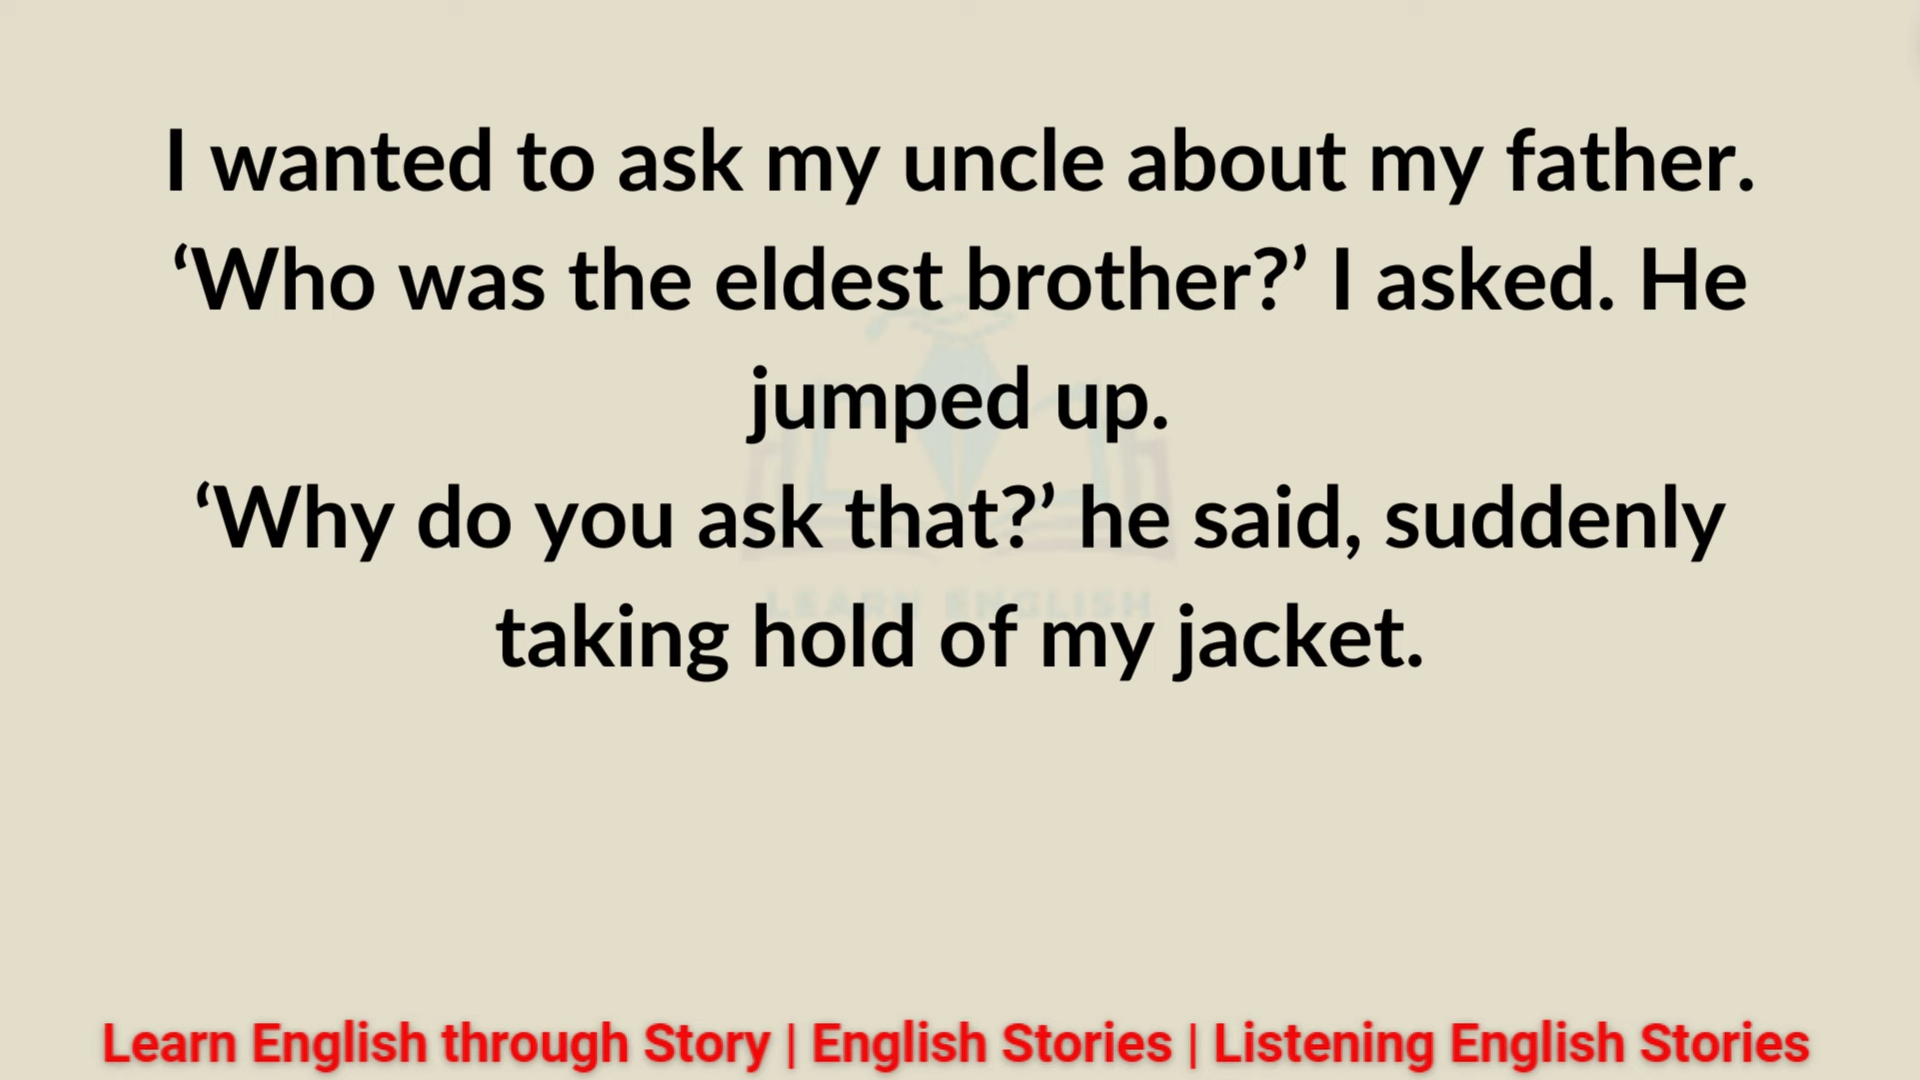 I wanted to ask my uncle about my father.
‘Who was the eldest brother?’ I asked. He
jumped up.
‘Why do you ask that?’ he said, suddenly
taking hold of my jacket.
LEARN ENGLISH
Learn English through Story | English Stories | Listening English Stories